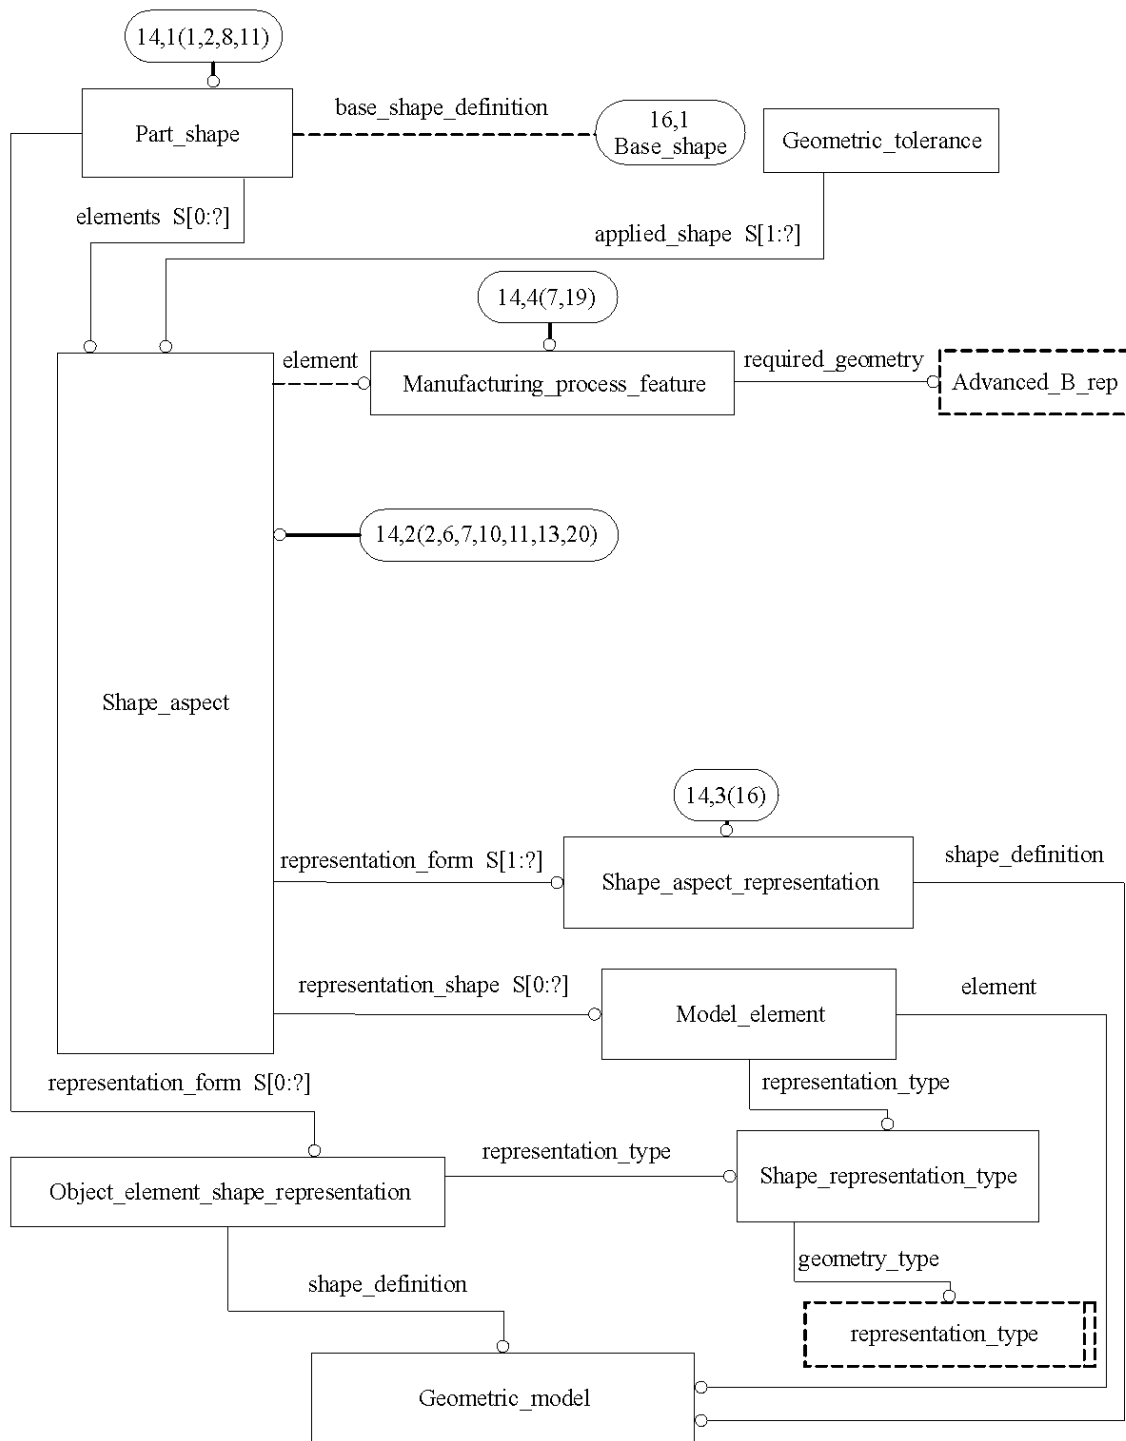 14,1(1,2,8,11)
base_shape_definition
Part_shape
16,1
Base_shape
Geometric_tolerance
elements S[0:?]
applied_shape S[1:?]
14,4(7,19)
element
Manufacturing_process_feature
required_geometry
Advanced_B_rep
14,2(2,6,7,10,11,13,20)
Shape_aspect
14,3(16)
representation_form S[1:?]
Shape_aspect_representation
shape_definition
representation_shape S[0:?]
Model_element
element
representation_form S[0:?]
representation_type
representation_type
Shape_representation_type
Object_element_shape_representation
geometry_type
shape_definition
representation_type
Geometric_model